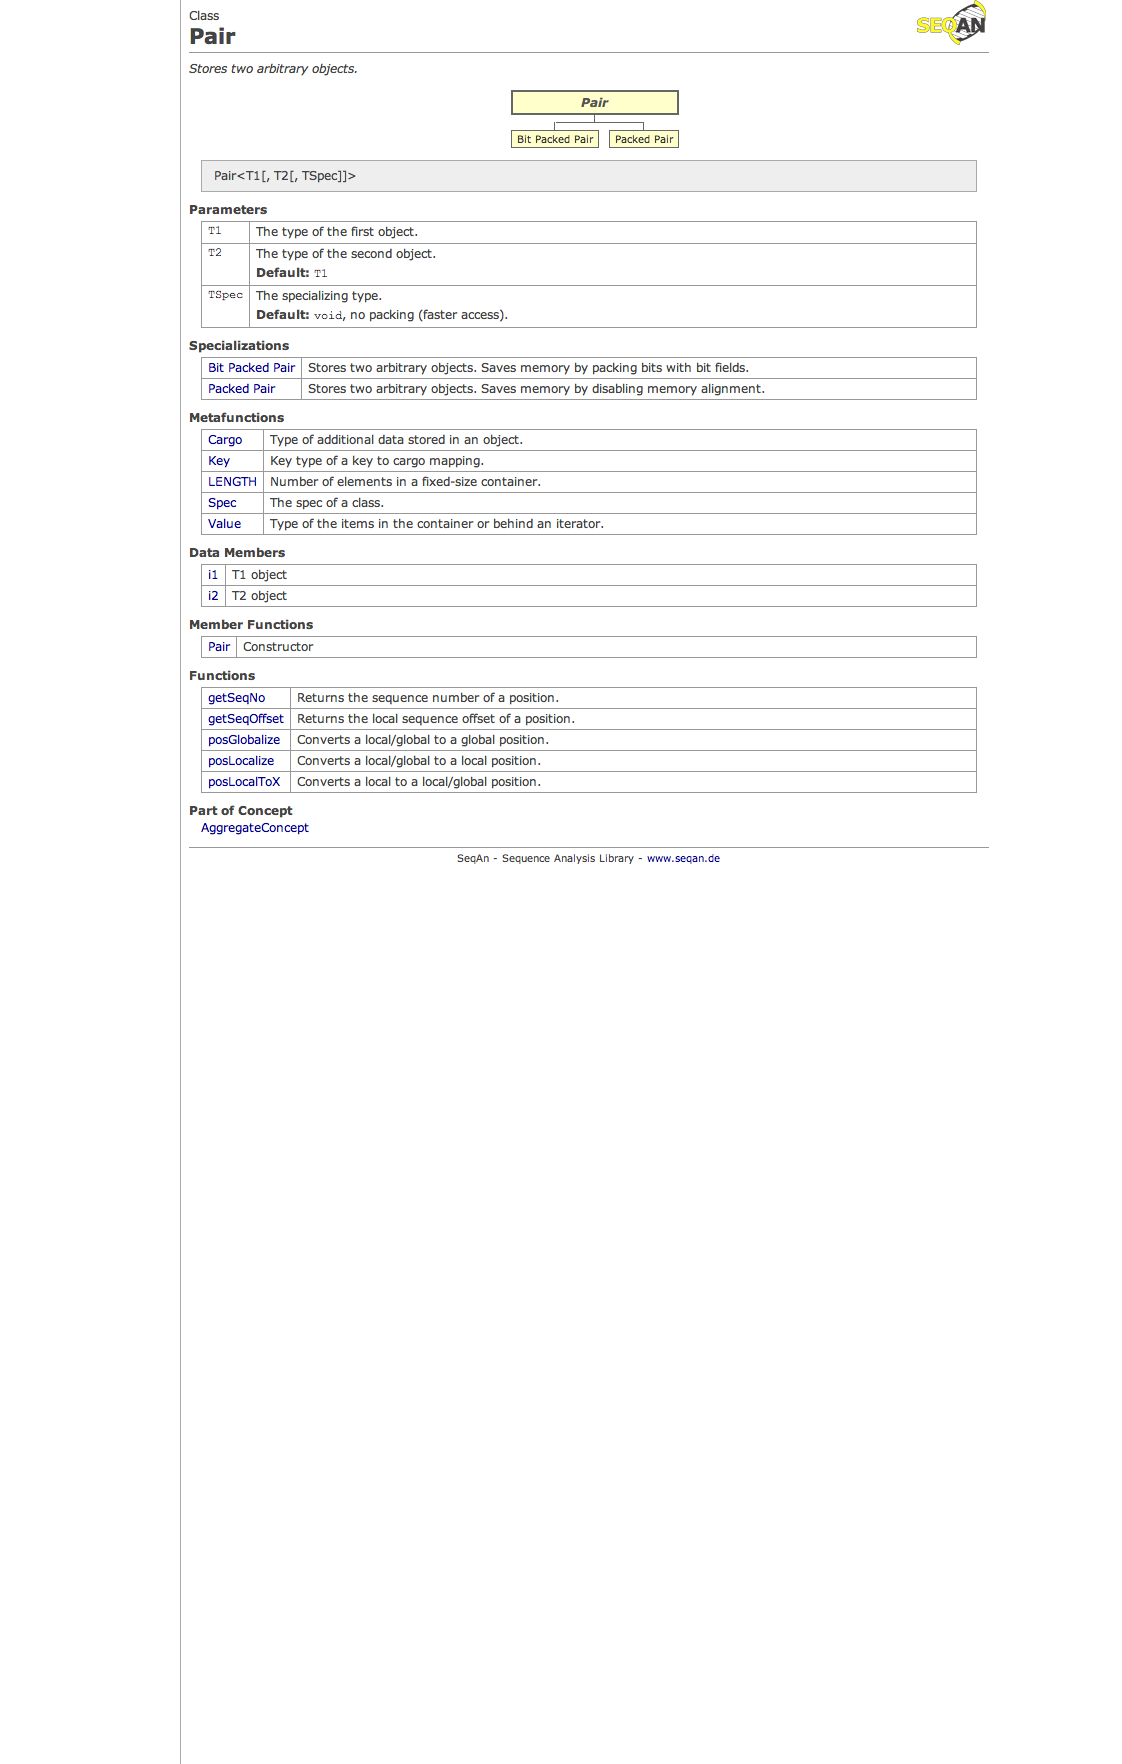 Class
Pair
SEQAN
Stores two arbitrary objects.
Pair
Bit Packed Pair Packed Pair
Pair<T1[, T2[, TSpec]]>
Parameters
T1 The type of the first object.
T2 The type of the second object.
Default: T1
TSpec The specializing type.
Default: void, no packing (faster access).
Specializations
Bit Packed Pair Stores two arbitrary objects. Saves memory by packing bits with bit fields.
Packed Pair Stores two arbitrary objects. Saves memory by disabling memory alignment.
Metafunctions
Cargo Type of additional data stored in an object.
Key Key type of a key to cargo mapping.
LENGTH Number of elements in a fixed-size container.
Spec The spec of a class.
Value Type of the items in the container or behind an iterator.
Data Members
i1 T1 object
i2 T2 object
Member Functions
Pair Constructor
Functions
getSeqNo Returns the sequence number of a position.
getSeqOffset Returns the local sequence offset of a position.
posGlobalize Converts a local/global to a global position.
posLocalize Converts a local/global to a local position.
posLocalToX Converts a local to a local/global position.
Part of Concept
AggregateConcept
SeqAn - Sequence Analysis Library - www.seqan.de